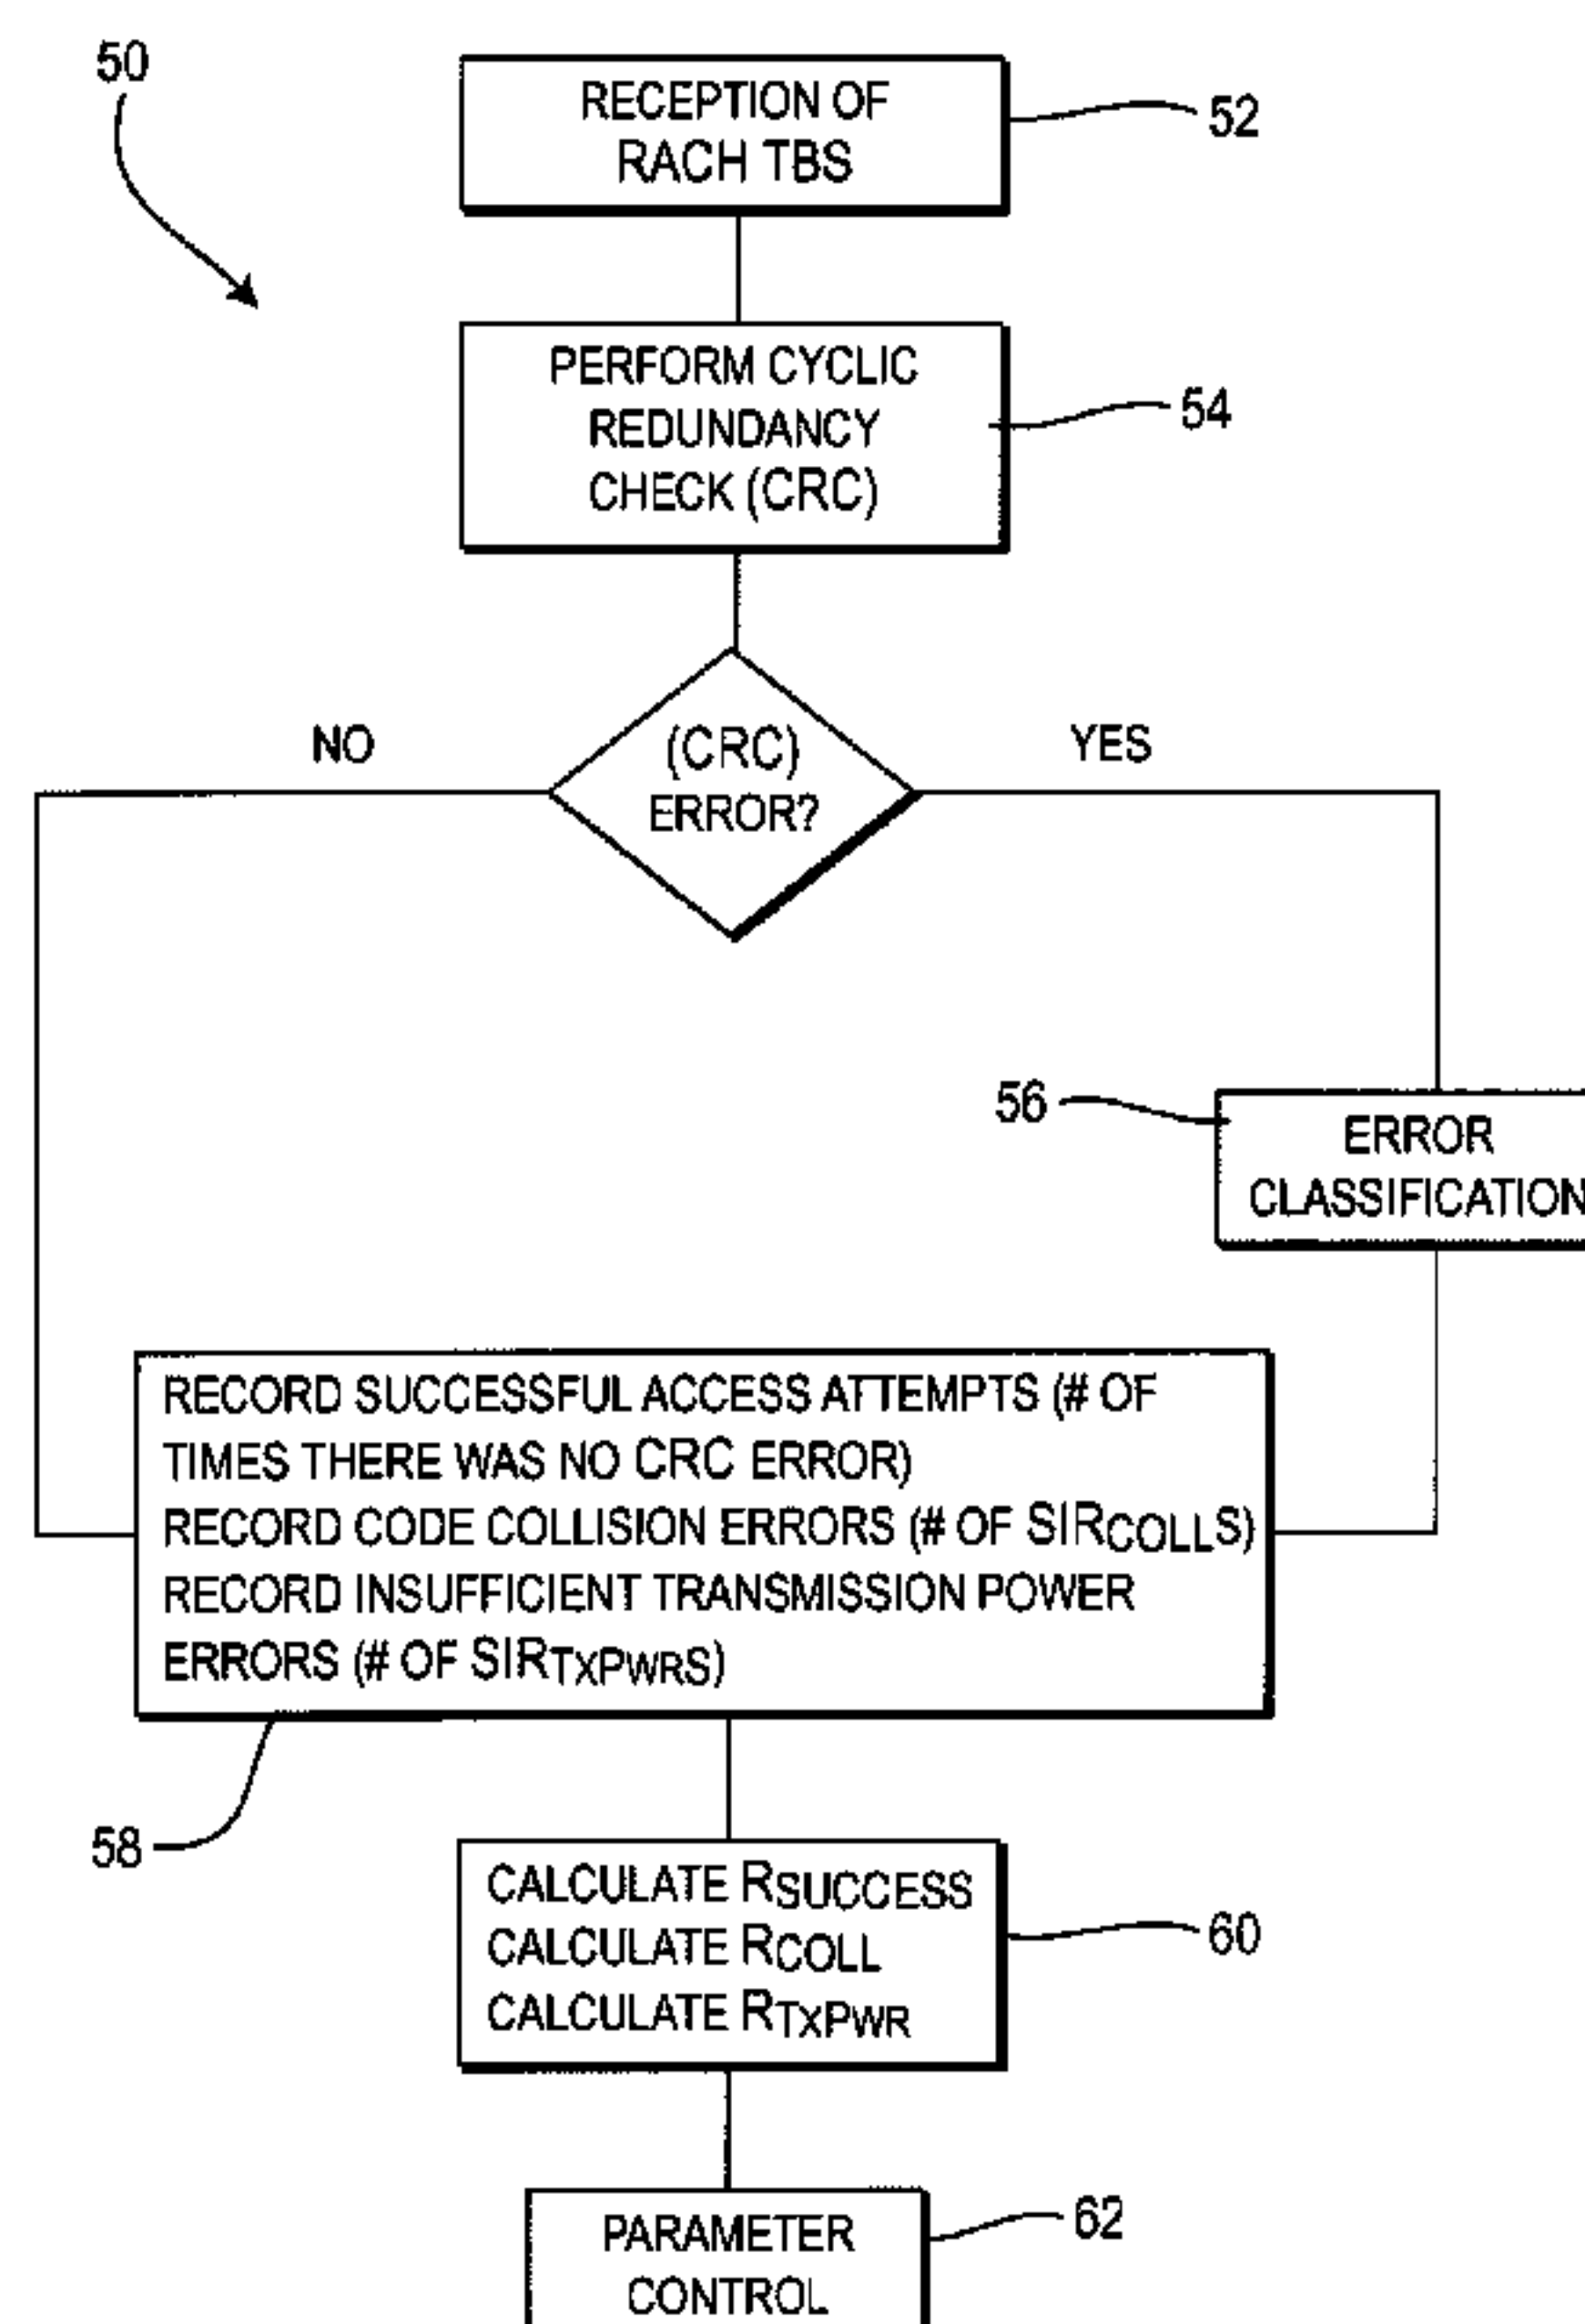 50
RECEPTION OF
RACH TBS
52
PERFORM CYCLIC
REDUNDANCY
CHECK (CRC)
54
NO
(CRC)
ERROR?
YES
56
ERROR
CLASSIFICATION
RECORD SUCCESSFUL ACCESS ATTEMPTS (# OF
TIMES THERE WAS NO CRC ERROR)
RECORD CODE COLLISION ERRORS (# OF SIRCOLLS)
RECORD INSUFFICIENT TRANSMISSION POWER
ERRORS (# OF SIRTXPWRS)
58
CALCULATE RSUCCESS
CALCULATE RCOLL
CALCULATE RTXPWR
60
PARAMETER
CONTROL
62